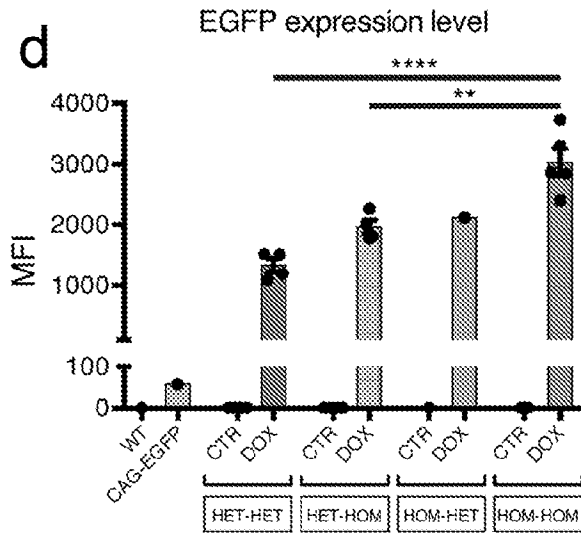 EGFP expression level
d
****
**
4000
3000
2000
1000
100
0
MFI
WT
CAG-EGFP
CTR
DOX
CTR
DOX
CTR
DOX
CTR
DOX
HET-HET
HET-HOM
HOM-HET
HOM-HOM